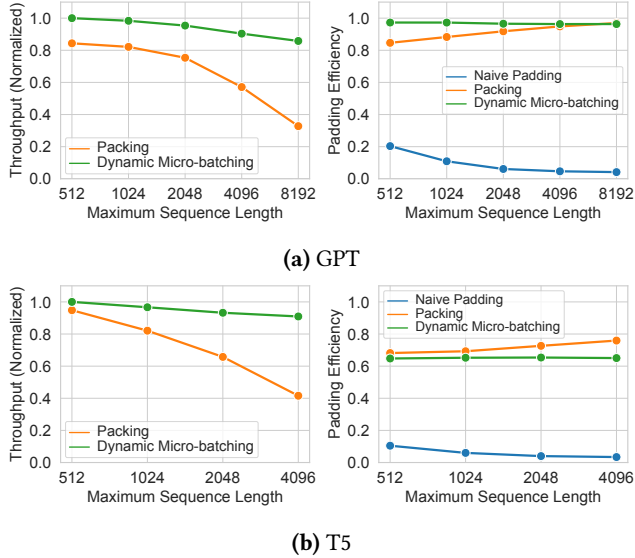 Throughput (Normalized)
1.0
0.8
0.6
0.4
0.2
0.0
Packing
Dynamic Micro-batching
512 1024 2048 4096 8192
Maximum Sequence Length
Padding Efficiency
1.0
0.8
0.6
0.4
0.2
0.0
Naive Padding
Packing
Dynamic Micro-batching
512 1024 2048 4096 8192
Maximum Sequence Length
(a) GPT
Throughput (Normalized)
1.0
0.8
0.6
0.4
0.2
0.0
Packing
Dynamic Micro-batching
512 1024 2048 4096
Maximum Sequence Length
Padding Efficiency
1.0
0.8
0.6
0.4
0.2
0.0
Naive Padding
Packing
Dynamic Micro-batching
512 1024 2048 4096
Maximum Sequence Length
(b) T5